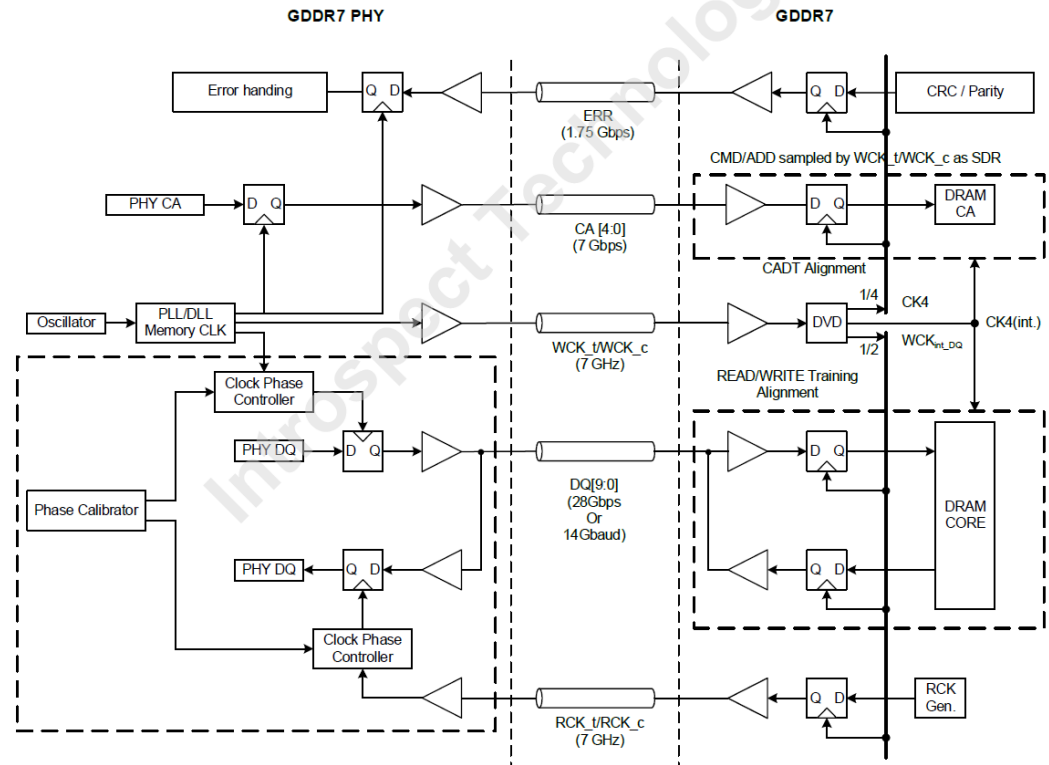 GDDR7 PHY
GDDR7
Error handing
Q D
ERR
(1.75 Gbps)
Q D
CRC / Parity
CMD/ADD sampled by WCK_t/WCK_c as SDR
PHY CA
D Q
CA [4:0]
(7 Gbps)
D Q
DRAM
CA
CADT Alignment
1/4
CK4
Oscillator
PLL/DLL
Memory CLK
WCK_t/WCK_c
(7 GHz)
DVD
CK4(int.)
1/2
WCKint_DQ
READ/WRITE Training
Alignment
Clock Phase
Controller
PHY DQ
D Q
DQ[9:0]
(28Gbps
Or
14Gbaud)
D Q
DRAM
CORE
Phase Calibrator
PHY DQ
Q D
Q D
Clock Phase
Controller
RCK_t/RCK_c
(7 GHz)
Q D
RCK
Gen.
Introspect Technology